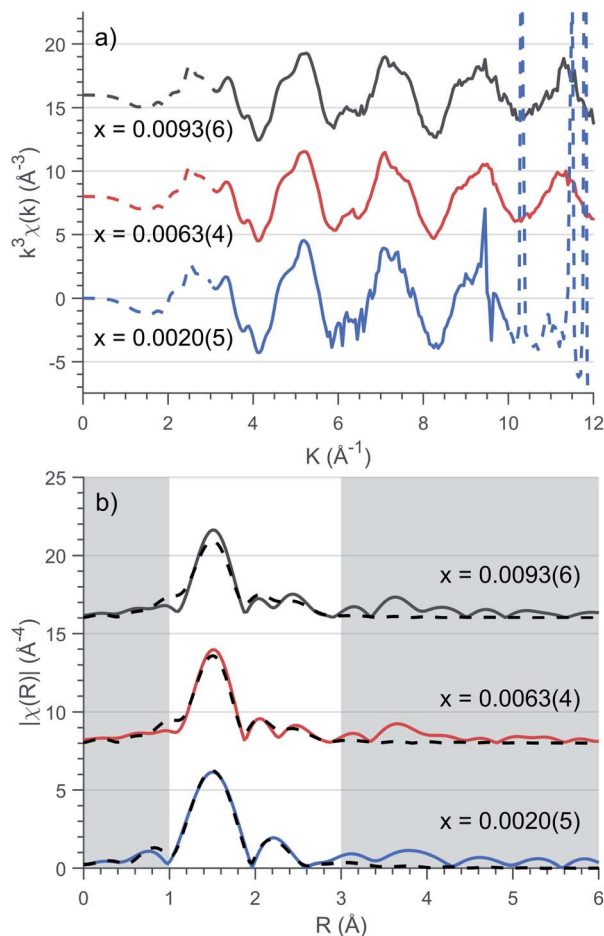 a)
20
15
10
5
0
-5
k³χ(k) (Å⁻³)
x = 0.0093(6)
x = 0.0063(4)
x = 0.0020(5)
0 2 4 6 8 10 12
K (Å⁻¹)
b)
25
20
15
10
5
0
|χ(R)| (Å⁻⁴)
x = 0.0093(6)
x = 0.0063(4)
x = 0.0020(5)
0 1 2 3 4 5 6
R (Å)